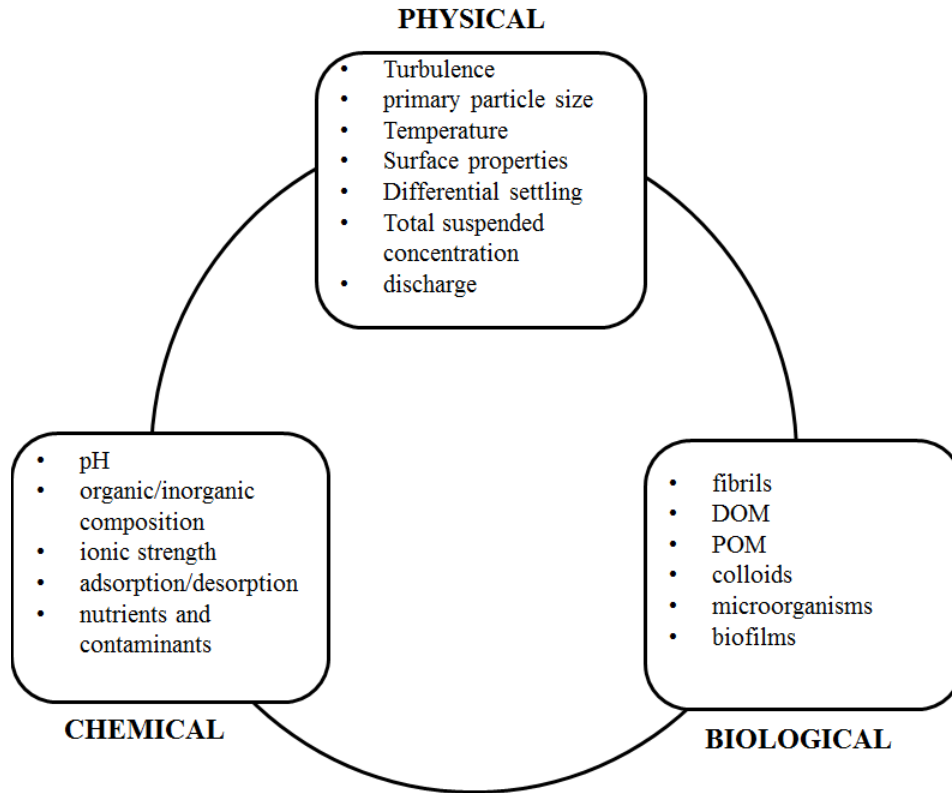 PHYSICAL
• Turbulence
• primary particle size
• Temperature
• Surface properties
• Differential settling
• Total suspended
concentration
• discharge
• pH
• organic/inorganic
composition
• ionic strength
• adsorption/desorption
• nutrients and
contaminants
CHEMICAL
• fibrils
• DOM
• POM
• colloids
• microorganisms
• biofilms
BIOLOGICAL